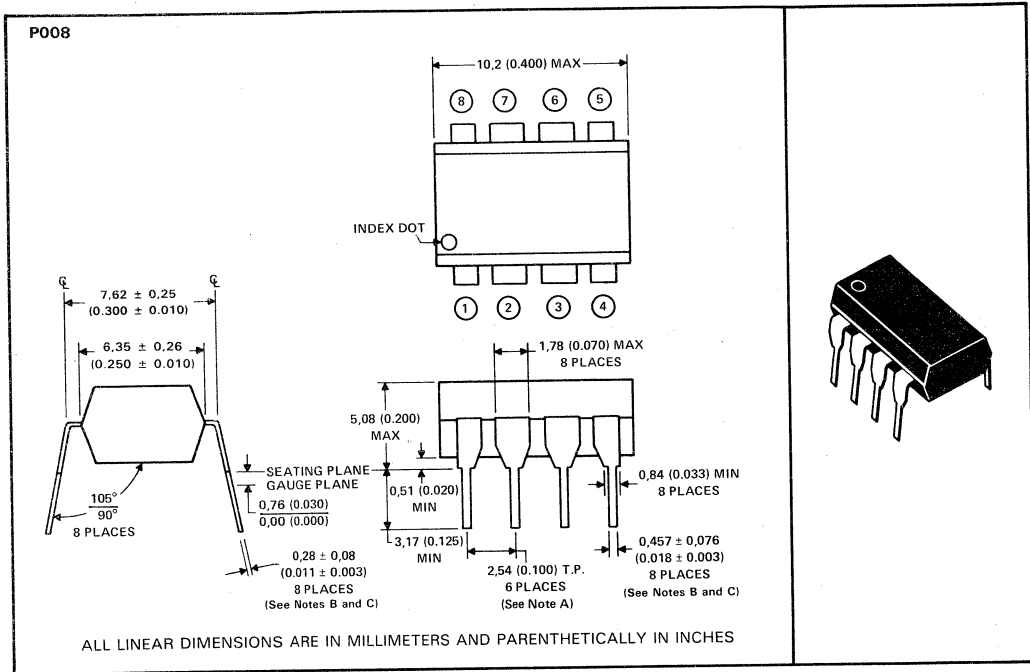 P008
10,2 (0.400) MAX
8 7 6 5
INDEX DOT
1 2 3 4
℄ ℄
7,62 ± 0,25
(0.300 ± 0.010)
6,35 ± 0,26
(0.250 ± 0.010)
105°
90°
8 PLACES
SEATING PLANE
GAUGE PLANE
0,76 (0.030)
0,00 (0.000)
0,28 ± 0,08
(0.011 ± 0.003)
8 PLACES
(See Notes B and C)
1,78 (0.070) MAX
8 PLACES
5,08 (0.200)
MAX
0,51 (0.020)
MIN
3,17 (0.125)
MIN
2,54 (0.100) T.P.
6 PLACES
(See Note A)
0,84 (0.033) MIN
8 PLACES
0,457 ± 0,076
(0.018 ± 0.003)
8 PLACES
(See Notes B and C)
ALL LINEAR DIMENSIONS ARE IN MILLIMETERS AND PARENTHETICALLY IN INCHES